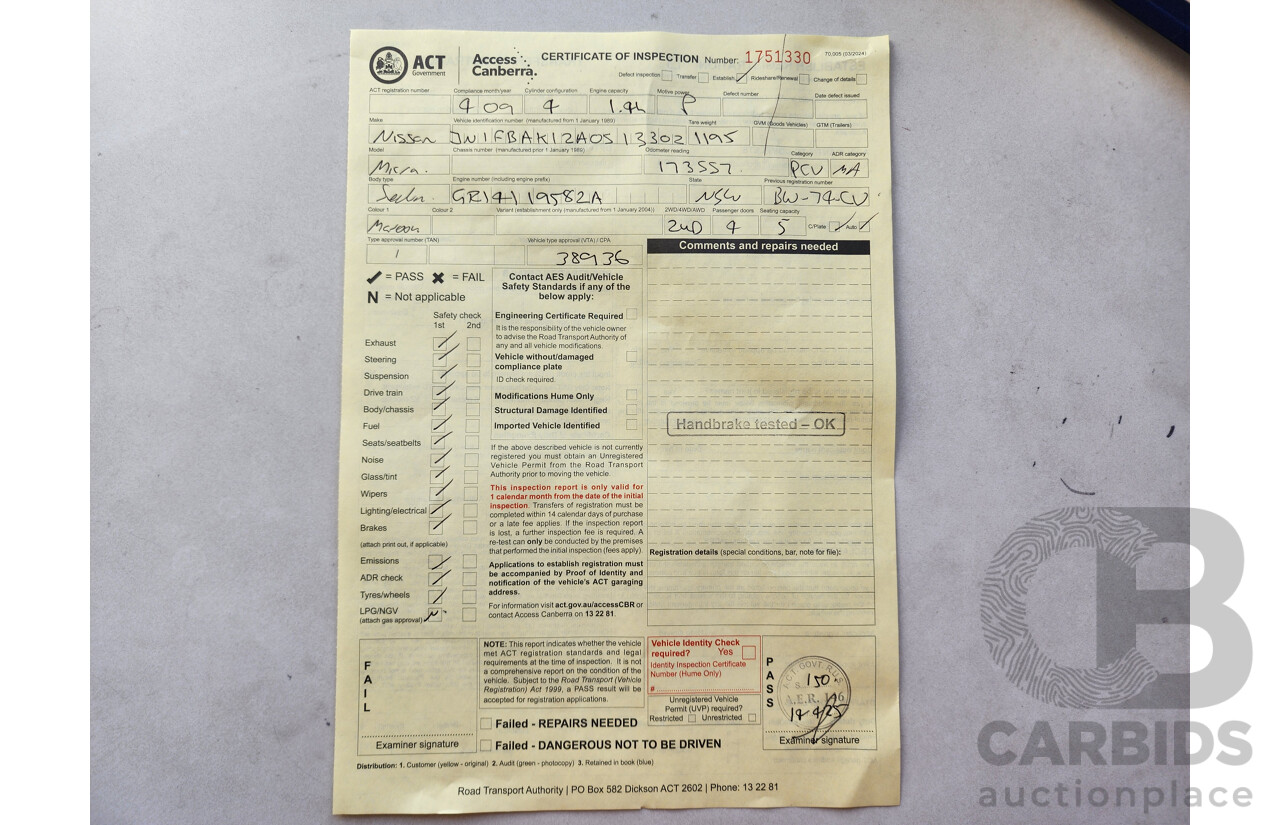 ACT
Government
Access
Canberra.
CERTIFICATE OF INSPECTION Number: 1751330
70.005 (03/2024)
Defect inspection Transfer Establish Rideshare/Renewal Change of details
ACT registration number Compliance month/year Cylinder configuration Engine capacity Motive power Defect number Date defect issued
4 09 4 1.4L P
Make Vehicle identification number (manufactured from 1 January 1989) Tare weight GVM (Goods Vehicles) GTM (Trailers)
Nissan JN1FBAK12A0513302 1195
Model Chassis number (manufactured prior 1 January 1989) Odometer reading Category ADR category
Micra. 173557 PCV MA
Body type Engine number (including engine prefix) State Previous registration number
Sedan. CR14119582A NSW BW-74-CV
Colour 1 Colour 2 Variant (establishment only (manufactured from 1 January 2004)) 2WD/4WD/AWD Passenger doors Seating capacity
Maroon 2WD 4 5 C/Plate Auto
Type approval number (TAN) Vehicle type approval (VTA) / CPA
/ 38936
Comments and repairs needed
✓ = PASS ✖ = FAIL
N = Not applicable
Safety check
1st 2nd
Exhaust
Steering
Suspension
Drive train
Body/chassis
Fuel
Seats/seatbelts
Noise
Glass/tint
Wipers
Lighting/electrical
Brakes
(attach print out, if applicable)
Emissions
ADR check
Tyres/wheels
LPG/NGV
(attach gas approval) N
Contact AES Audit/Vehicle
Safety Standards if any of the
below apply:
Engineering Certificate Required
It is the responsibility of the vehicle owner
to advise the Road Transport Authority of
any and all vehicle modifications.
Vehicle without/damaged
compliance plate
ID check required.
Modifications Hume Only
Structural Damage Identified
Imported Vehicle Identified
If the above described vehicle is not currently
registered you must obtain an Unregistered
Vehicle Permit from the Road Transport
Authority prior to moving the vehicle.
This inspection report is only valid for
1 calendar month from the date of the initial
inspection. Transfers of registration must be
completed within 14 calendar days of purchase
or a late fee applies. If the inspection report
is lost, a further inspection fee is required. A
re-test can only be conducted by the premises
that performed the initial inspection (fees apply).
Applications to establish registration must
be accompanied by Proof of Identity and
notification of the vehicle's ACT garaging
address.
For information visit act.gov.au/accessCBR or
contact Access Canberra on 13 22 81.
Handbrake tested – OK
Registration details (special conditions, bar, note for file):
FAIL
Examiner signature
NOTE: This report indicates whether the vehicle
met ACT registration standards and legal
requirements at the time of inspection. It is not
a comprehensive report on the condition of the
vehicle. Subject to the Road Transport (Vehicle
Registration) Act 1999, a PASS result will be
accepted for registration applications.
Failed - REPAIRS NEEDED
Failed - DANGEROUS NOT TO BE DRIVEN
Vehicle Identity Check
required? Yes
Identity Inspection Certificate
Number (Hume Only)
#
Unregistered Vehicle
Permit (UVP) required?
Restricted Unrestricted
PASS
150
A.E.R.
Examiner signature
Distribution: 1. Customer (yellow - original) 2. Audit (green - photocopy) 3. Retained in book (blue)
Road Transport Authority | PO Box 582 Dickson ACT 2602 | Phone: 13 22 81
CARBIDS
auctionplace